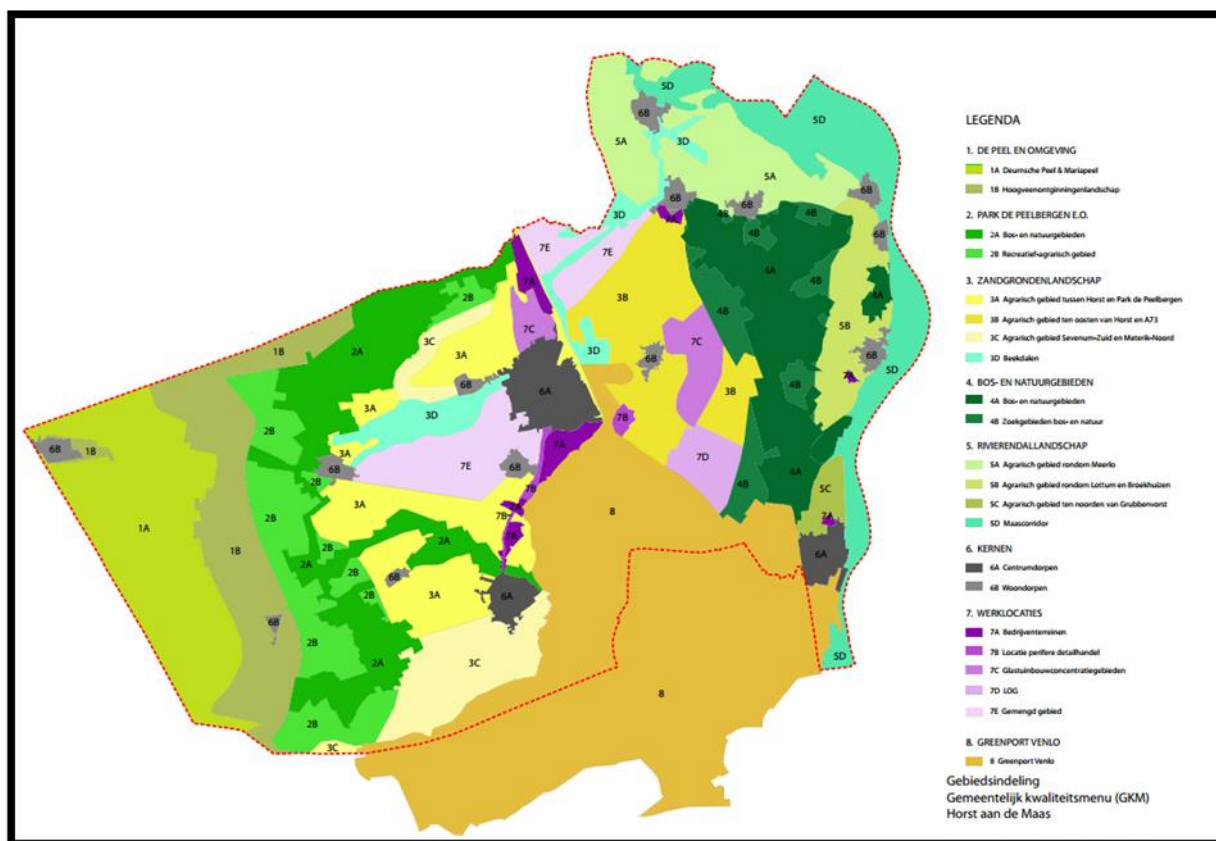 LEGENDA
1. DE PEEL EN OMGEVING
1A Deurnsche Peel & Mariapeel
1B Hoogveenontginningenlandschap
2. PARK DE PEELBERGEN E.O.
2A Bos- en natuurgebieden
2B Recreatief-agrarisch gebied
3. ZANDGRONDENLANDSCHAP
3A Agrarisch gebied tussen Horst en Park de Peelbergen
3B Agrarisch gebied ten oosten van Horst en A73
3C Agrarisch gebied Sevenum-Zuid en Meterik-Noord
3D Beekdalen
4. BOS- EN NATUURGEBIEDEN
4A Bos- en natuurgebieden
4B Zoekgebieden bos- en natuur
5. RIVIERENDALLANDSCHAP
5A Agrarisch gebied rondom Meerlo
5B Agrarisch gebied rondom Lottum en Broekhuizen
5C Agrarisch gebied ten noorden van Grubbenvorst
5D Maascorridor
6. KERNEN
6A Centrumdorpen
6B Woondorpen
7. WERKLOCATIES
7A Bedrijventerreinen
7B Locatie perifere detailhandel
7C Glastuinbouwconcentratiegebieden
7D LOG
7E Gemengd gebied
8. GREENPORT VENLO
8 Greenport Venlo
Gebiedsindeling
Gemeentelijk kwaliteitsmenu (GKM)
Horst aan de Maas
5D
6B
5D
5A
3D
5A
6B
6B
6B
3D
7A
4B
4B
4B
6B
7E
7E
4A
7A
2B
4B
4A
1B
3B
4B
5B
2A
7C
7C
3C
3A
3D
6B
6B
5D
6B
6A
3B
4B
7A
3A
3D
7B
2B
7A
6B
1B
3A
6B
7E
6B
7D
4A
2B
7B
4B
5C
3A
7B
7A
8
7A
1A
2B
1B
2B
7A
2A
6A
2A
2B
6B
2B
3A
6A
6B
2B
2A
3C
5D
8
2B
3C